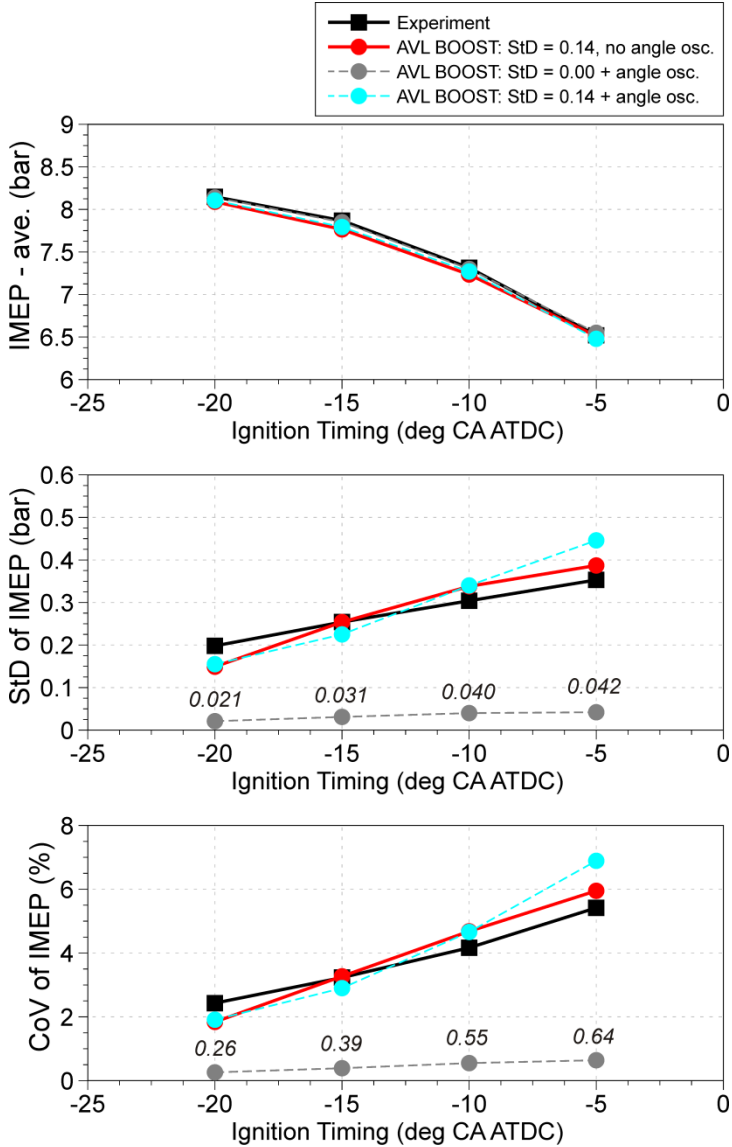 Experiment
AVL BOOST: StD = 0.14, no angle osc.
AVL BOOST: StD = 0.00 + angle osc.
AVL BOOST: StD = 0.14 + angle osc.
9
8.5
8
7.5
7
6.5
6
IMEP - ave. (bar)
-25 -20 -15 -10 -5 0
Ignition Timing (deg CA ATDC)
0.6
0.5
0.4
0.3
0.2
0.1
0
StD of IMEP (bar)
0.021 0.031 0.040 0.042
-25 -20 -15 -10 -5 0
Ignition Timing (deg CA ATDC)
8
6
4
2
0
CoV of IMEP (%)
0.26 0.39 0.55 0.64
-25 -20 -15 -10 -5 0
Ignition Timing (deg CA ATDC)